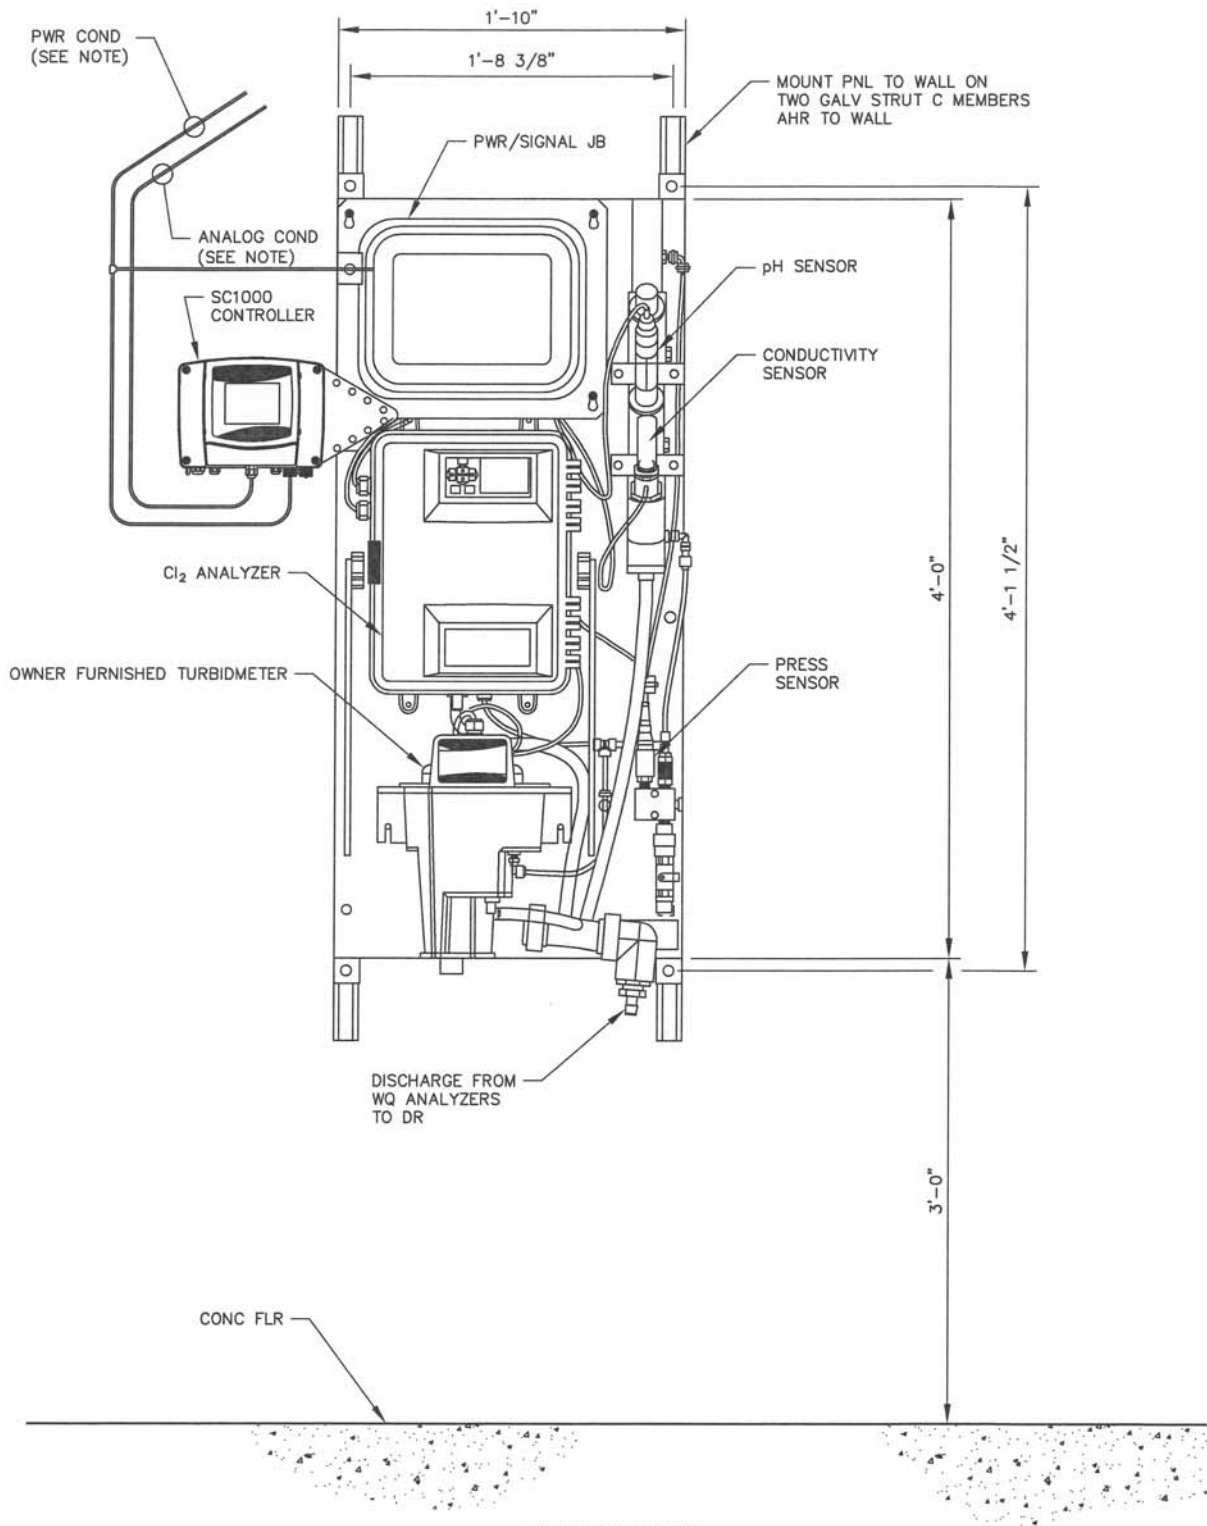 1'-10"
PWR COND
(SEE NOTE)
1'-8 3/8"
MOUNT PNL TO WALL ON
TWO GALV STRUT C MEMBERS
AHR TO WALL
PWR/SIGNAL JB
ANALOG COND
(SEE NOTE)
pH SENSOR
SC1000
CONTROLLER
CONDUCTIVITY
SENSOR
4'-0"
4'-1 1/2"
Cl₂ ANALYZER
OWNER FURNISHED TURBIDMETER
PRESS
SENSOR
DISCHARGE FROM
WQ ANALYZERS
TO DR
3'-0"
CONC FLR